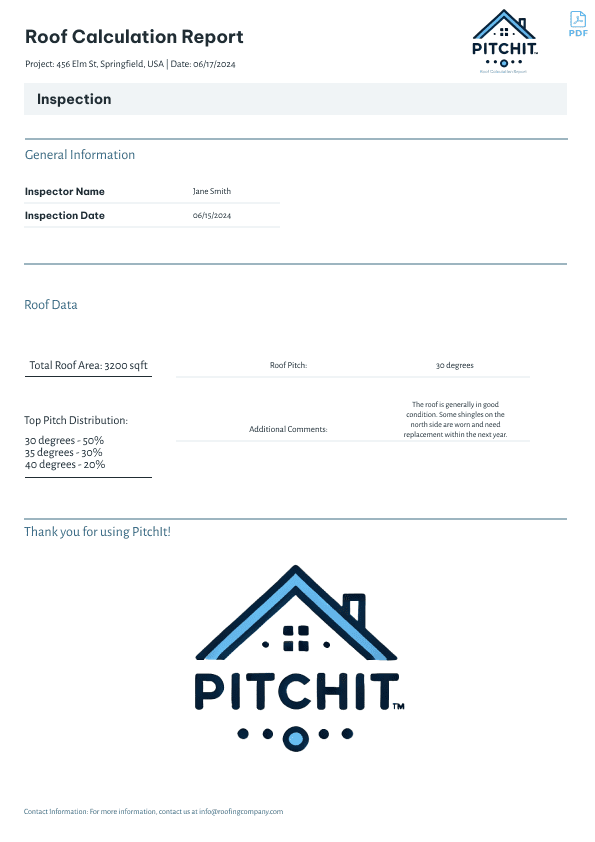 Roof Calculation Report
PITCHIT™
Roof Calculation Report
PDF
Project: 456 Elm St, Springfield, USA | Date: 06/17/2024
Inspection
General Information
Inspector Name Jane Smith
Inspection Date 06/15/2024
Roof Data
Total Roof Area: 3200 sqft
Roof Pitch: 30 degrees
Top Pitch Distribution:
30 degrees - 50%
35 degrees - 30%
40 degrees - 20%
Additional Comments:
The roof is generally in good
condition. Some shingles on the
north side are worn and need
replacement within the next year.
Thank you for using PitchIt!
PITCHIT™
Contact Information: For more information, contact us at info@roofingcompany.com